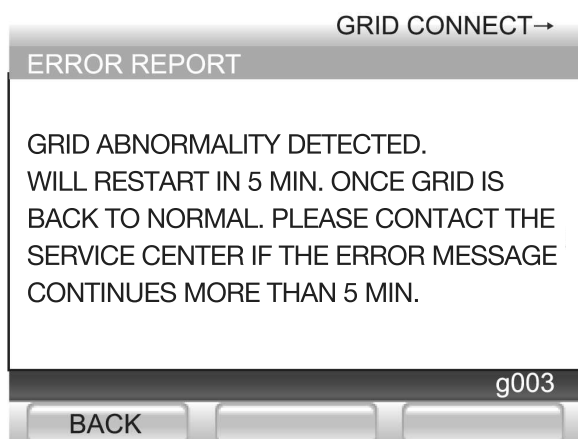 GRID CONNECT→
ERROR REPORT
GRID ABNORMALITY DETECTED.
WILL RESTART IN 5 MIN. ONCE GRID IS
BACK TO NORMAL. PLEASE CONTACT THE
SERVICE CENTER IF THE ERROR MESSAGE
CONTINUES MORE THAN 5 MIN.
g003
BACK